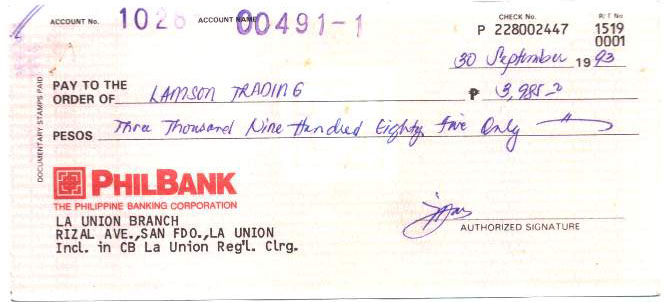 ACCOUNT No. 1028 ACCOUNT NAME 00491-1 CHECK No. P 228002447 R/T No 1519 0001
30 September 1993
PAY TO THE
ORDER OF LAMSON TRADING ₱ 3,985.-
PESOS Three Thousand Nine Hundred Eighty Five Only
DOCUMENTARY STAMPS PAID
PHILBANK
THE PHILIPPINE BANKING CORPORATION
LA UNION BRANCH
RIZAL AVE.,SAN FDO.,LA UNION
Incl. in CB La Union Reg'l. Clrg.
AUTHORIZED SIGNATURE